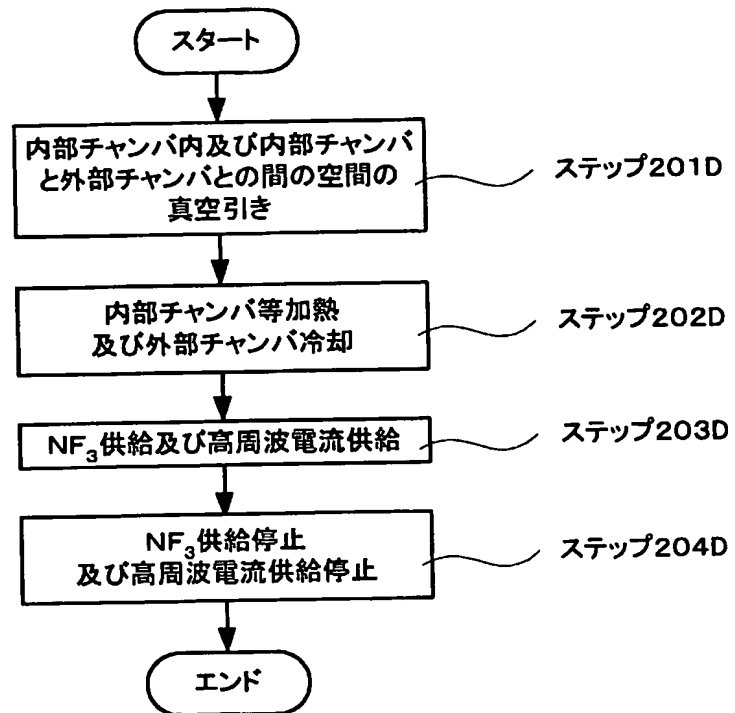 スタート
内部チャンバ内及び内部チャンバ
と外部チャンバとの間の空間の
真空引き
ステップ201D
内部チャンバ等加熱
及び外部チャンバ冷却
ステップ202D
NF₃供給及び高周波電流供給
ステップ203D
NF₃供給停止
及び高周波電流供給停止
ステップ204D
エンド